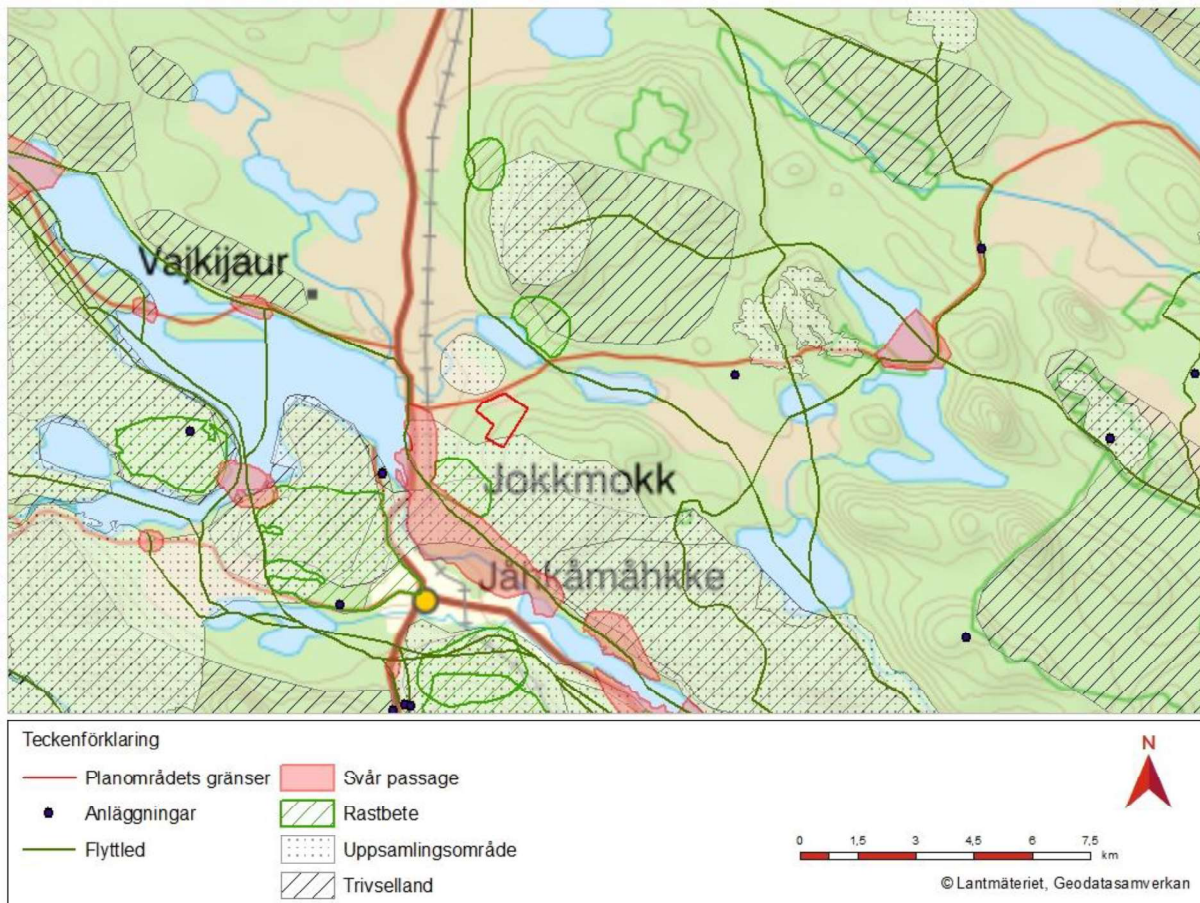 Vajkijaur
Jokkmokk
Jåhkåmåhkke
Teckenförklaring
Planområdets gränser
Svår passage
Anläggningar
Rastbete
Flyttled
Uppsamlingsområde
Trivselland
N
0 1,5 3 4,5 6 7,5
km
© Lantmäteriet, Geodatasamverkan